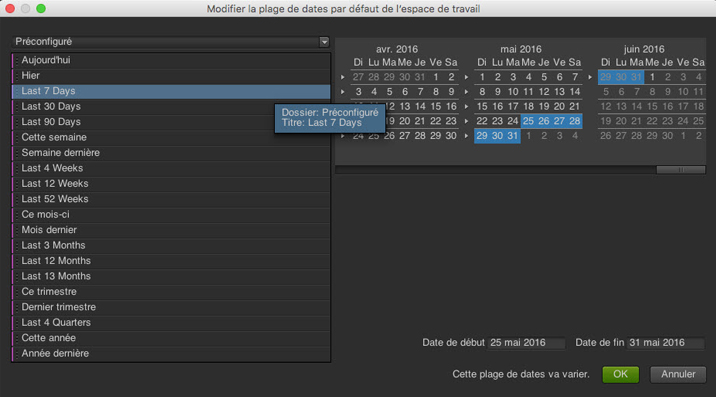 Modifier la plage de dates par défaut de l'espace de travail
Préconfiguré
Aujourd'hui
Hier
Last 7 Days
Last 30 Days
Last 90 Days
Cette semaine
Semaine dernière
Last 4 Weeks
Last 12 Weeks
Last 52 Weeks
Ce mois-ci
Mois dernier
Last 3 Months
Last 12 Months
Last 13 Months
Ce trimestre
Dernier trimestre
Last 4 Quarters
Cette année
Année dernière
Dossier: Préconfiguré
Titre: Last 7 Days
avr. 2016
Di Lu Ma Me Je Ve Sa
27 28 29 30 31 1 2
3 4 5 6 7 8 9
12 13 14 15 16
19 20 21 22 23
24 25 26 27 28 29 30
mai 2016
Di Lu Ma Me Je Ve Sa
1 2 3 4 5 6 7
8 9 10 11 12 13 14
15 16 17 18 19 20 21
22 23 24 25 26 27 28
29 30 31 1 2 3 4
juin 2016
Di Lu Ma Me Je Ve Sa
29 30 31 1 2 3 4
5 6 7 8 9 10 11
12 13 14 15 16 17 18
19 20 21 22 23 24 25
26 27 28 29 30 1 2
Date de début 25 mai 2016 Date de fin 31 mai 2016
Cette plage de dates va varier. OK Annuler